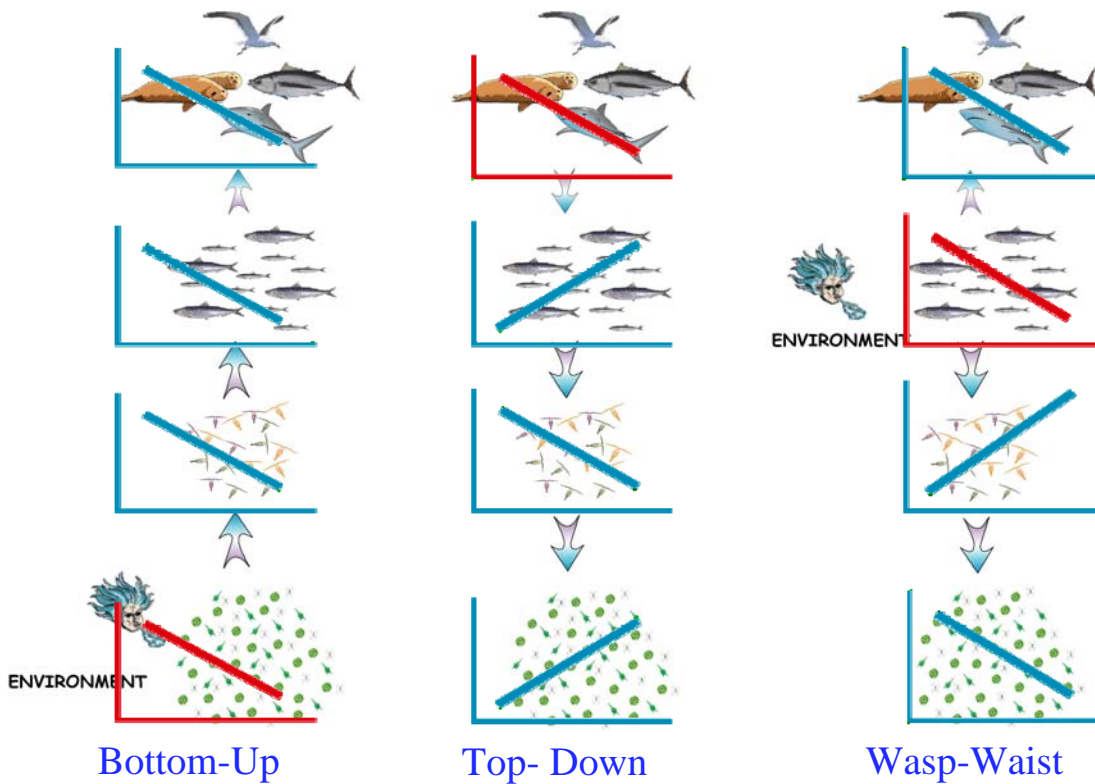 ENVIRONMENT
ENVIRONMENT
Bottom-Up
Top- Down
Wasp-Waist